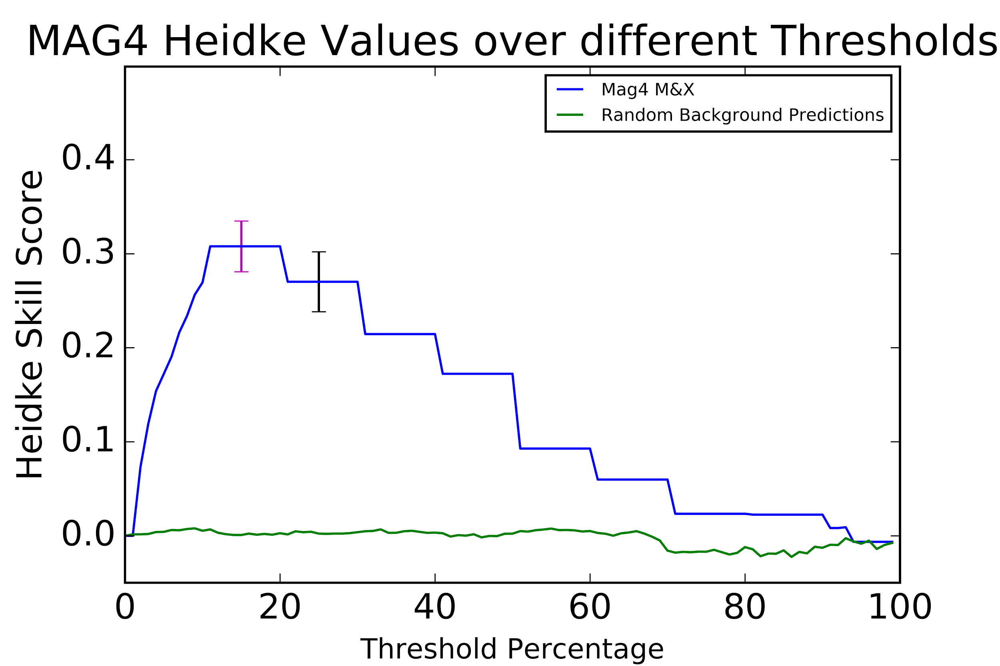 MAG4 Heidke Values over different Thresholds
Mag4 M&X
Random Background Predictions
Heidke Skill Score
0.4
0.3
0.2
0.1
0.0
0 20 40 60 80 100
Threshold Percentage